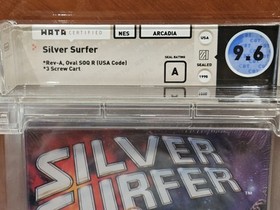 WATA CERTIFIED
NES
ARCADIA
USA
Silver Surfer
SEAL RATING
9.6
*Rev-A, Oval SOQ R (USA Code)
*3 Screw Cart
A
SEALED
1990
SILVER
SURFER
TM